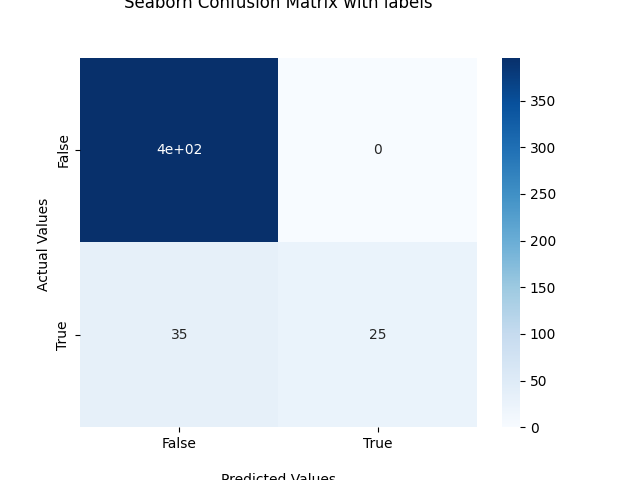 Seaborn Confusion Matrix with labels
4e+02
0
35
25
False
True
Actual Values
False
True
Predicted Values
350
300
250
200
150
100
50
0